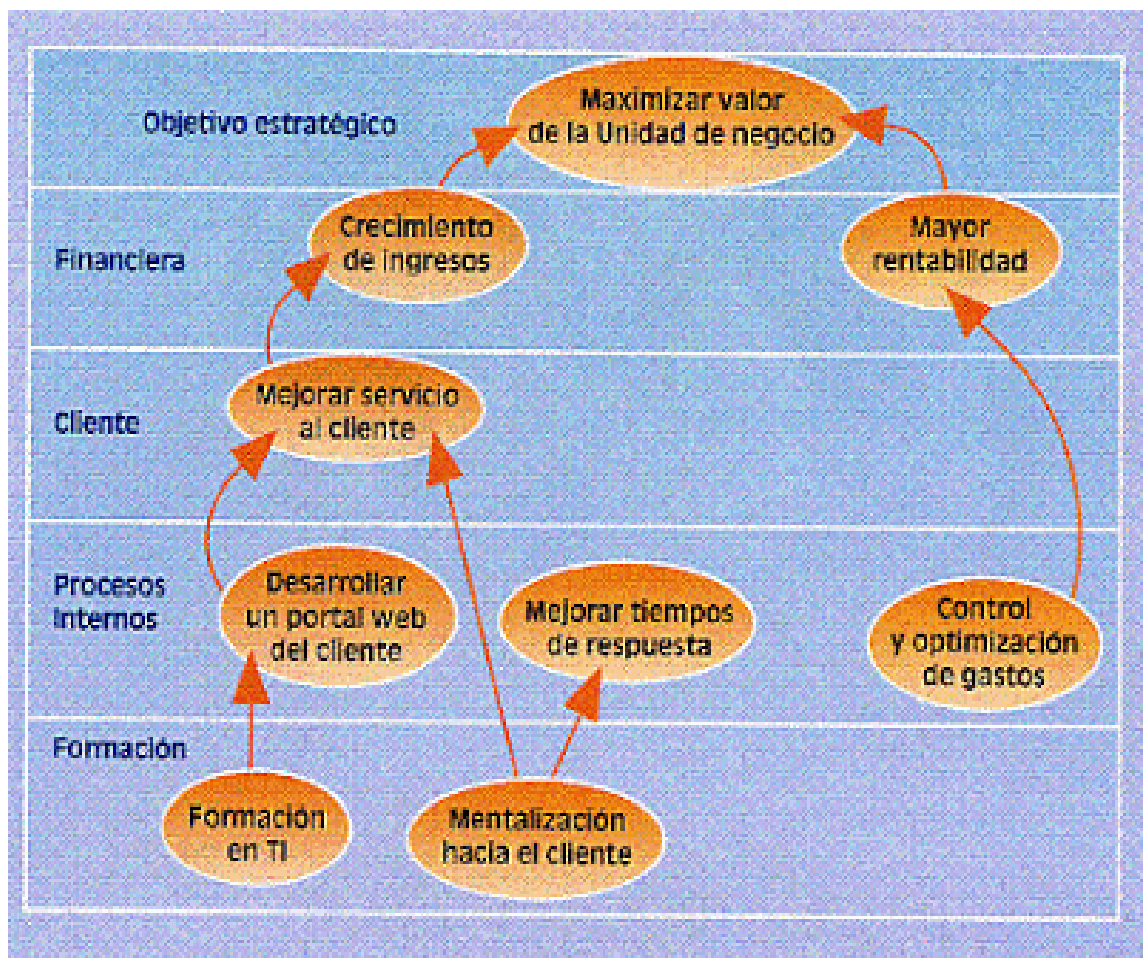 Objetivo estratégico
Maximizar valor
de la Unidad de negocio
Financiera
Crecimiento
de ingresos
Mayor
rentabilidad
Cliente
Mejorar servicio
al cliente
Procesos
Internos
Desarrollar
un portal web
del cliente
Mejorar tiempos
de respuesta
Control
y optimización
de gastos
Formación
Formación
en TI
Mentalización
hacia el cliente